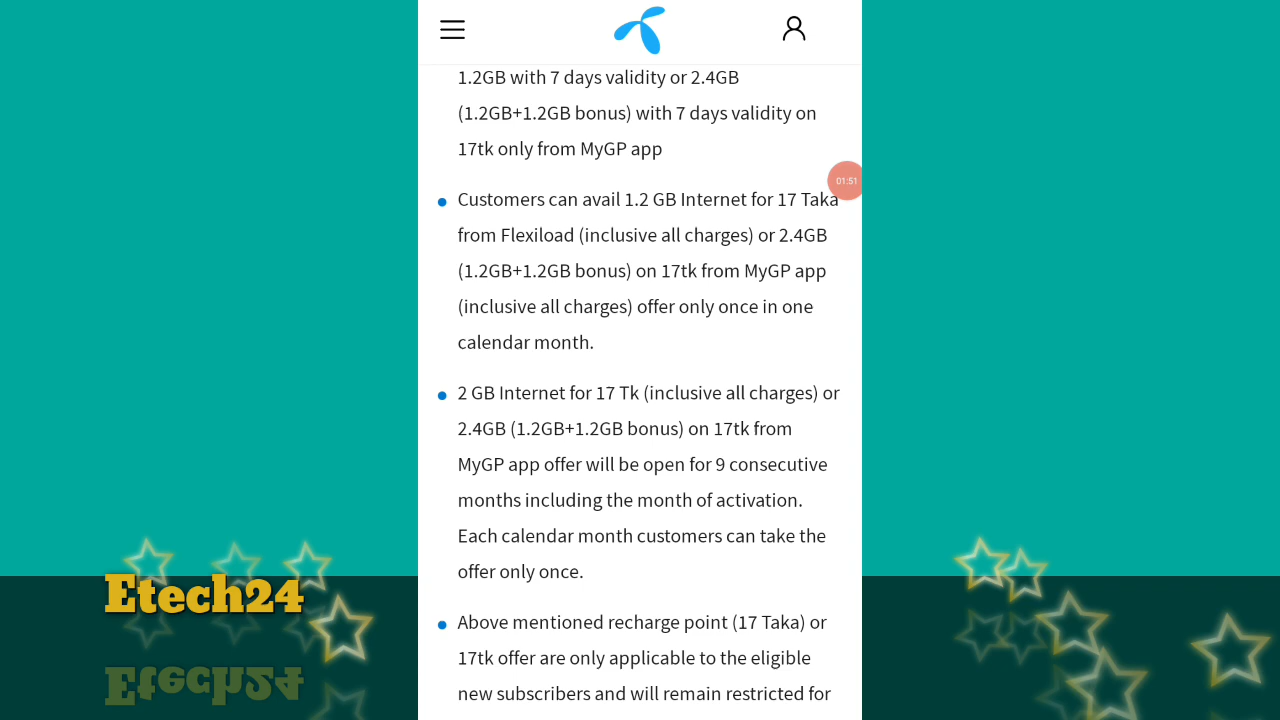 1.2GB with 7 days validity or 2.4GB
(1.2GB+1.2GB bonus) with 7 days validity on
17tk only from MyGP app
01:51
Customers can avail 1.2 GB Internet for 17 Taka
from Flexiload (inclusive all charges) or 2.4GB
(1.2GB+1.2GB bonus) on 17tk from MyGP app
(inclusive all charges) offer only once in one
calendar month.
2 GB Internet for 17 Tk (inclusive all charges) or
2.4GB (1.2GB+1.2GB bonus) on 17tk from
MyGP app offer will be open for 9 consecutive
months including the month of activation.
Each calendar month customers can take the
offer only once.
Above mentioned recharge point (17 Taka) or
17tk offer are only applicable to the eligible
new subscribers and will remain restricted for
Etech24